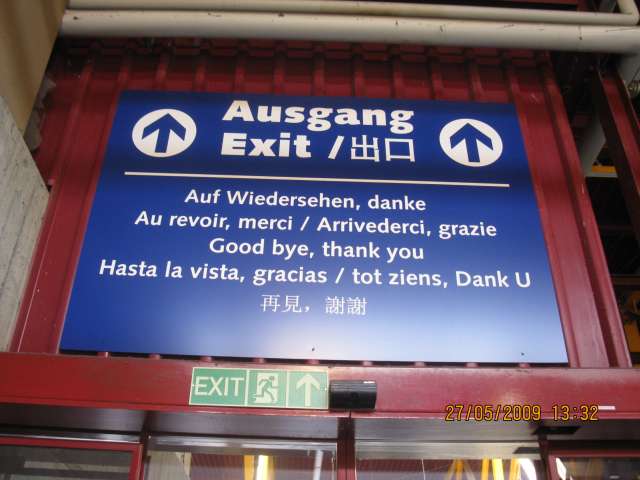 Ausgang
Exit / 出口
Auf Wiedersehen, danke
Au revoir, merci / Arrivederci, grazie
Good bye, thank you
Hasta la vista, gracias / tot ziens, Dank U
再見, 謝謝
EXIT
27/05/2009 13:32